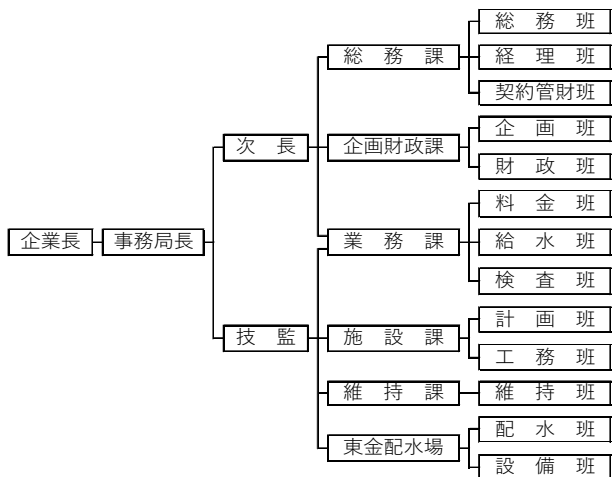 総務班
総務課
経理班
契約管財班
企画班
次長
企画財政課
財政班
料金班
企業長
事務局長
業務課
給水班
検査班
計画班
技監
施設課
工務班
維持課
維持班
配水班
東金配水場
設備班